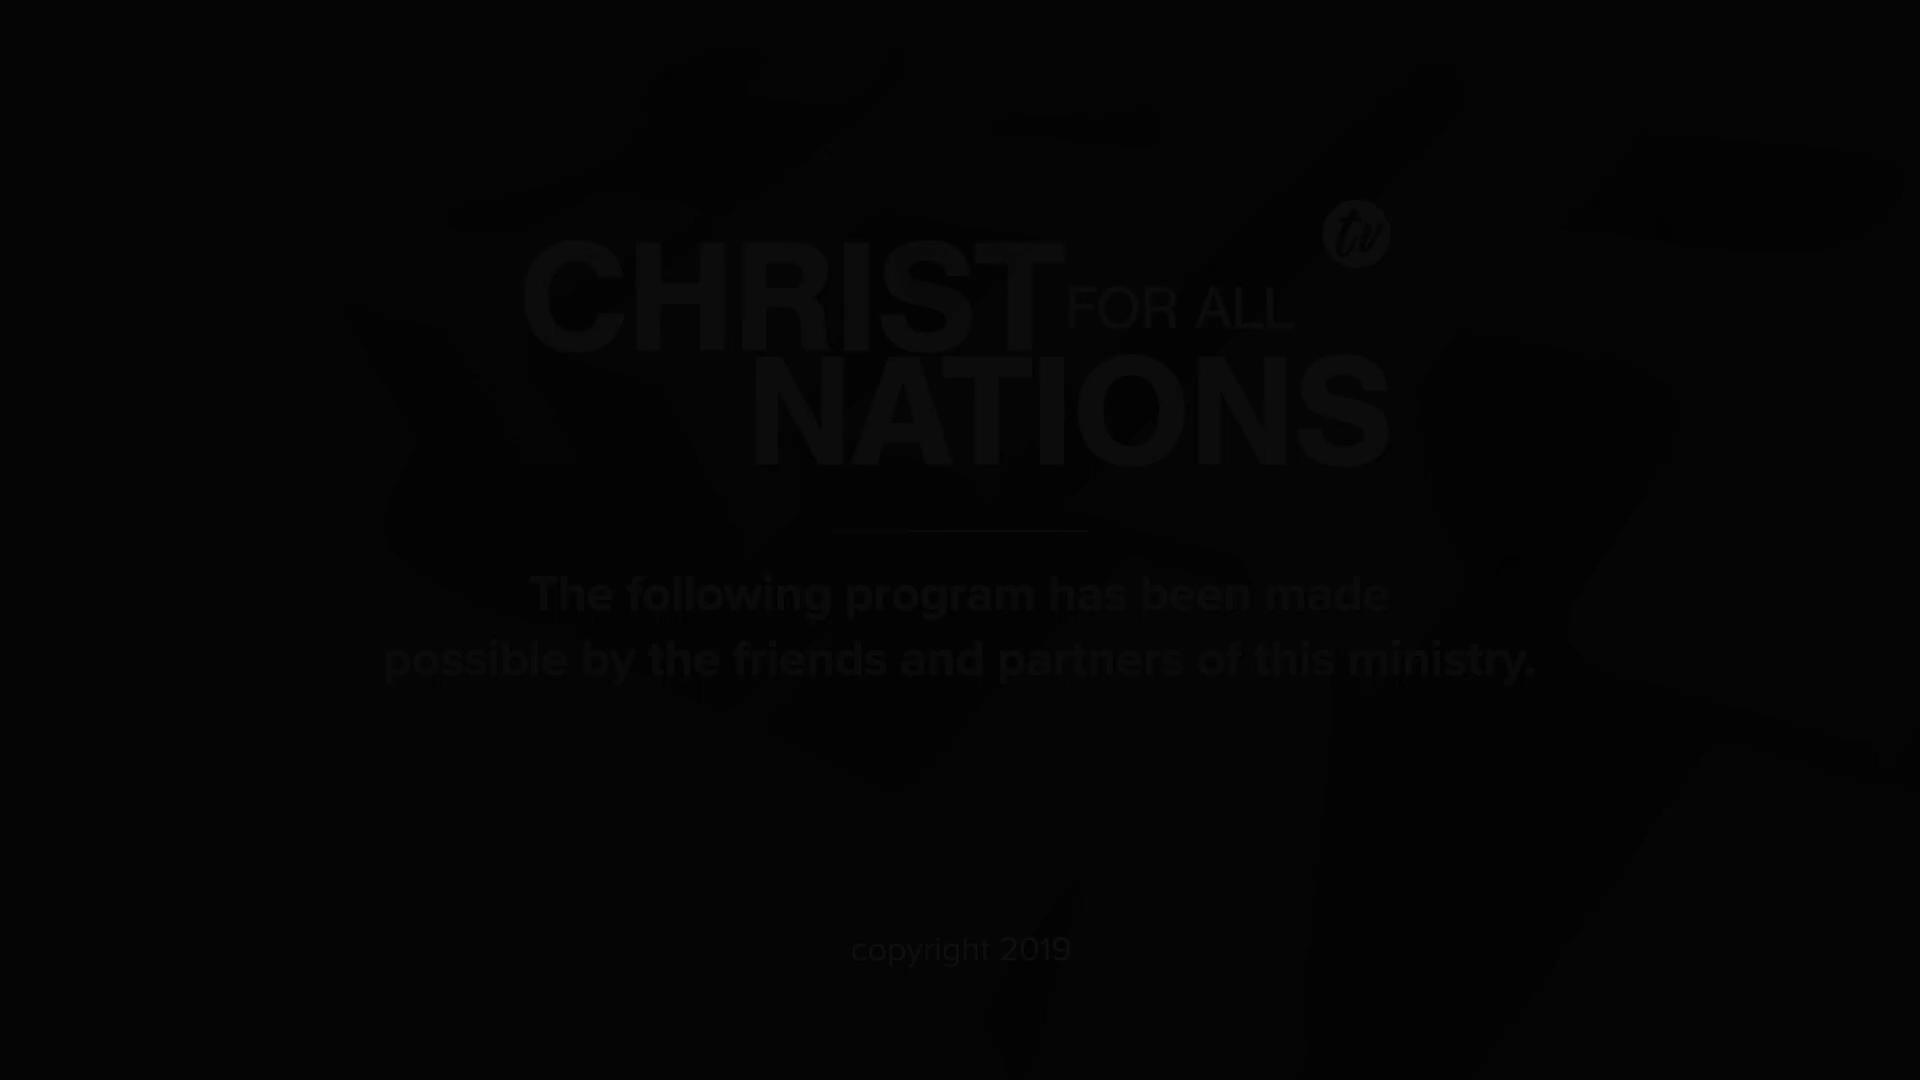 tv
CHRIST FOR ALL
NATIONS
The following program has been made
possible by the friends and partners of this ministry.
copyright 2019